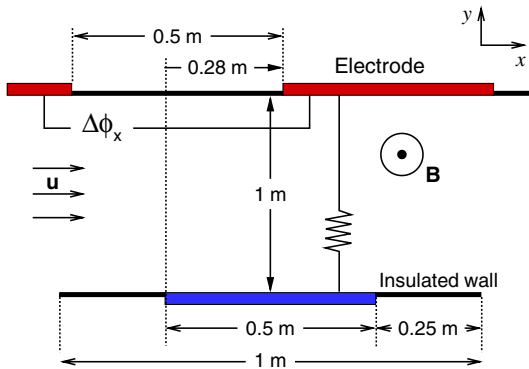 y
0.5 m
x
0.28 m
Electrode
Δϕx
u
1 m
B
Insulated wall
0.5 m
0.25 m
1 m